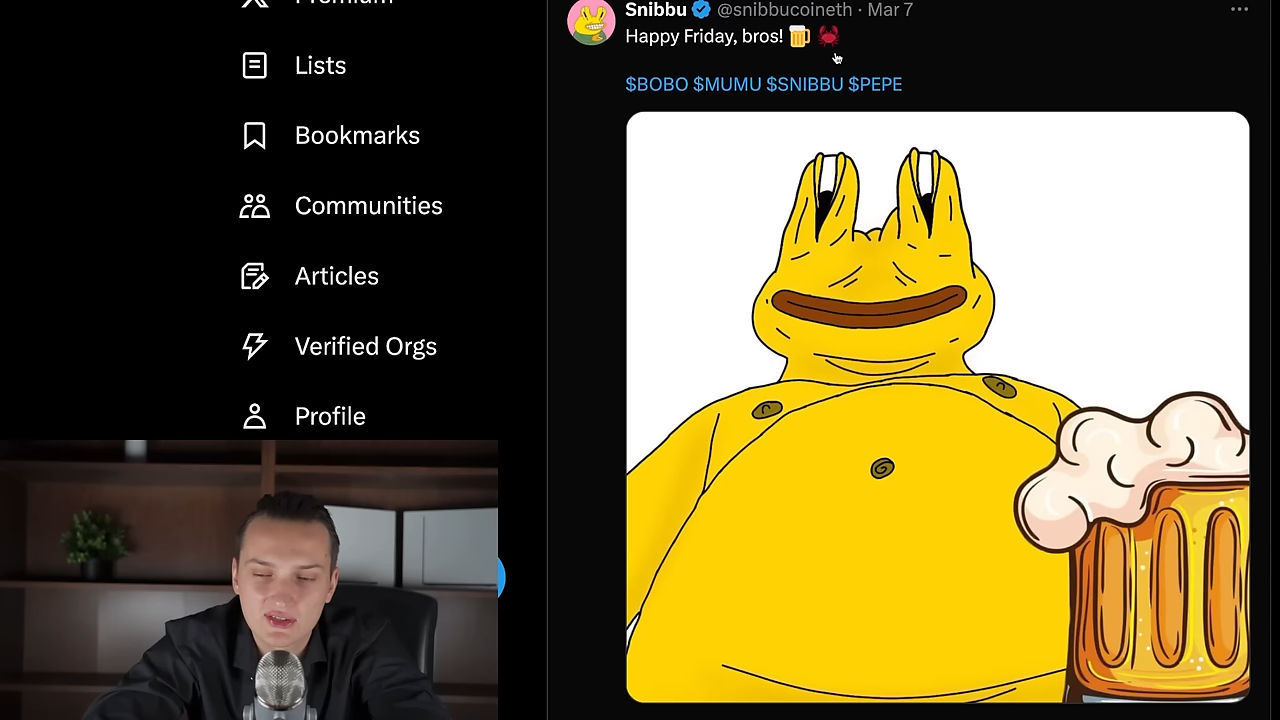 Premium
Lists
Bookmarks
Communities
Articles
Verified Orgs
Profile
Snibbu @snibbucoineth · Mar 7
Happy Friday, bros! 🍺 🦀
$BOBO $MUMU $SNIBBU $PEPE